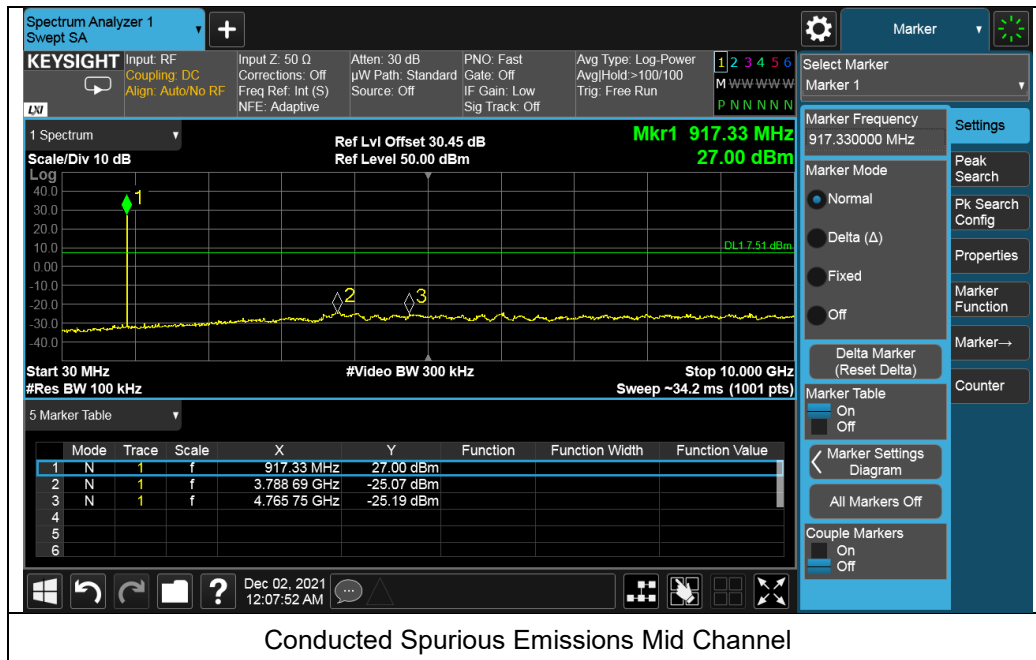 Spectrum Analyzer 1
Swept SA
+
Marker
KEYSIGHT
LXI
Input: RF
Coupling: DC
Align: Auto/No RF
Input Z: 50 Ω
Corrections: Off
Freq Ref: Int (S)
NFE: Adaptive
Atten: 30 dB
µW Path: Standard
Source: Off
PNO: Fast
Gate: Off
IF Gain: Low
Sig Track: Off
Avg Type: Log-Power
Avg|Hold:>100/100
Trig: Free Run
1 2 3 4 5 6
M W W W W W
P N N N N N
Select Marker
Marker 1
1 Spectrum
Scale/Div 10 dB
Ref Lvl Offset 30.45 dB
Ref Level 50.00 dBm
Mkr1 917.33 MHz
27.00 dBm
Log
40.0
30.0
20.0
10.0
0.00
-10.0
-20.0
-30.0
-40.0
1
2
3
DL1 7.51 dBm
Start 30 MHz
#Video BW 300 kHz
Stop 10.000 GHz
#Res BW 100 kHz
Sweep ~34.2 ms (1001 pts)
5 Marker Table
Mode Trace Scale X Y Function Function Width Function Value
1 N 1 f 917.33 MHz 27.00 dBm
2 N 1 f 3.788 69 GHz -25.07 dBm
3 N 1 f 4.765 75 GHz -25.19 dBm
4
5
6
Marker Frequency
917.330000 MHz
Marker Mode
Normal
Delta (Δ)
Fixed
Off
Delta Marker
(Reset Delta)
Marker Table
On
Off
Marker Settings
Diagram
All Markers Off
Couple Markers
On
Off
Settings
Peak
Search
Pk Search
Config
Properties
Marker
Function
Marker→
Counter
?
Dec 02, 2021
12:07:52 AM
Conducted Spurious Emissions Mid Channel